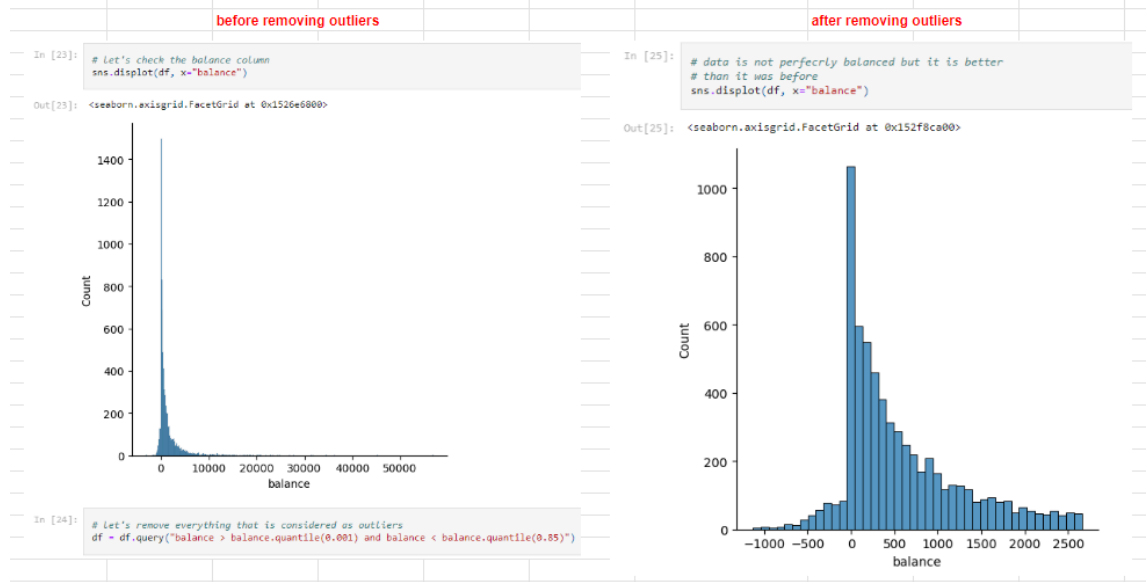 before removing outliers
In [23]:
# Let's check the balance column
sns.displot(df, x="balance")
Out[23]: <seaborn.axisgrid.FacetGrid at 0x1526e6800>
1400
1200
1000
800
600
400
200
0
Count
0 10000 20000 30000 40000 50000
balance
In [24]:
# Let's remove everything that is considered as outliers
df = df.query("balance > balance.quantile(0.001) and balance < balance.quantile(0.85)")
after removing outliers
In [25]:
# data is not perfecrly balanced but it is better
# than it was before
sns.displot(df, x="balance")
Out[25]: <seaborn.axisgrid.FacetGrid at 0x152f8ca00>
1000
800
600
400
200
0
Count
−1000 −500 0 500 1000 1500 2000 2500
balance